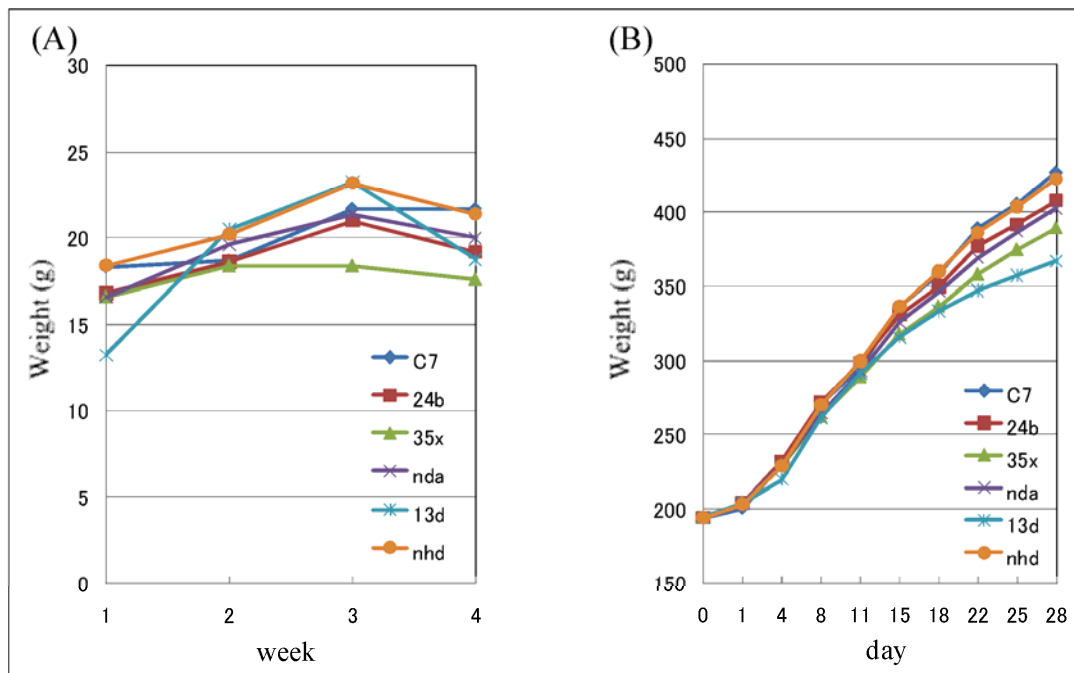 (A)
30
25
20
15
10
5
0
Weight (g)
C7
24b
35x
nda
13d
nhd
1 2 3 4
week
(B)
500
450
400
350
300
250
200
150
Weight (g)
C7
24b
35x
nda
13d
nhd
0 1 4 8 11 15 18 22 25 28
day